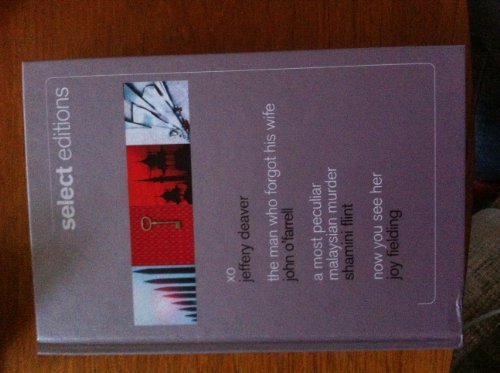 select editions
xo
jeffery deaver
the man who forgot his wife
john o'farrell
a most peculiar
malaysian murder
shamini flint
now you see her
joy fielding